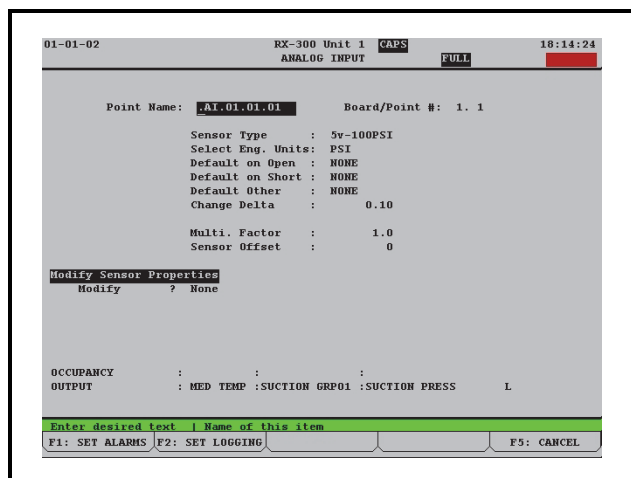 01-01-02 RX-300 Unit 1 CAPS 18:14:24
ANALOG INPUT FULL
Point Name: .AI.01.01.01 Board/Point #: 1. 1
Sensor Type : 5v-100PSI
Select Eng. Units: PSI
Default on Open : NONE
Default on Short : NONE
Default Other : NONE
Change Delta : 0.10
Multi. Factor : 1.0
Sensor Offset : 0
Modify Sensor Properties
Modify ? None
OCCUPANCY : : :
OUTPUT : MED TEMP :SUCTION GRP01 :SUCTION PRESS L
Enter desired text | Name of this item
F1: SET ALARMS F2: SET LOGGING F5: CANCEL